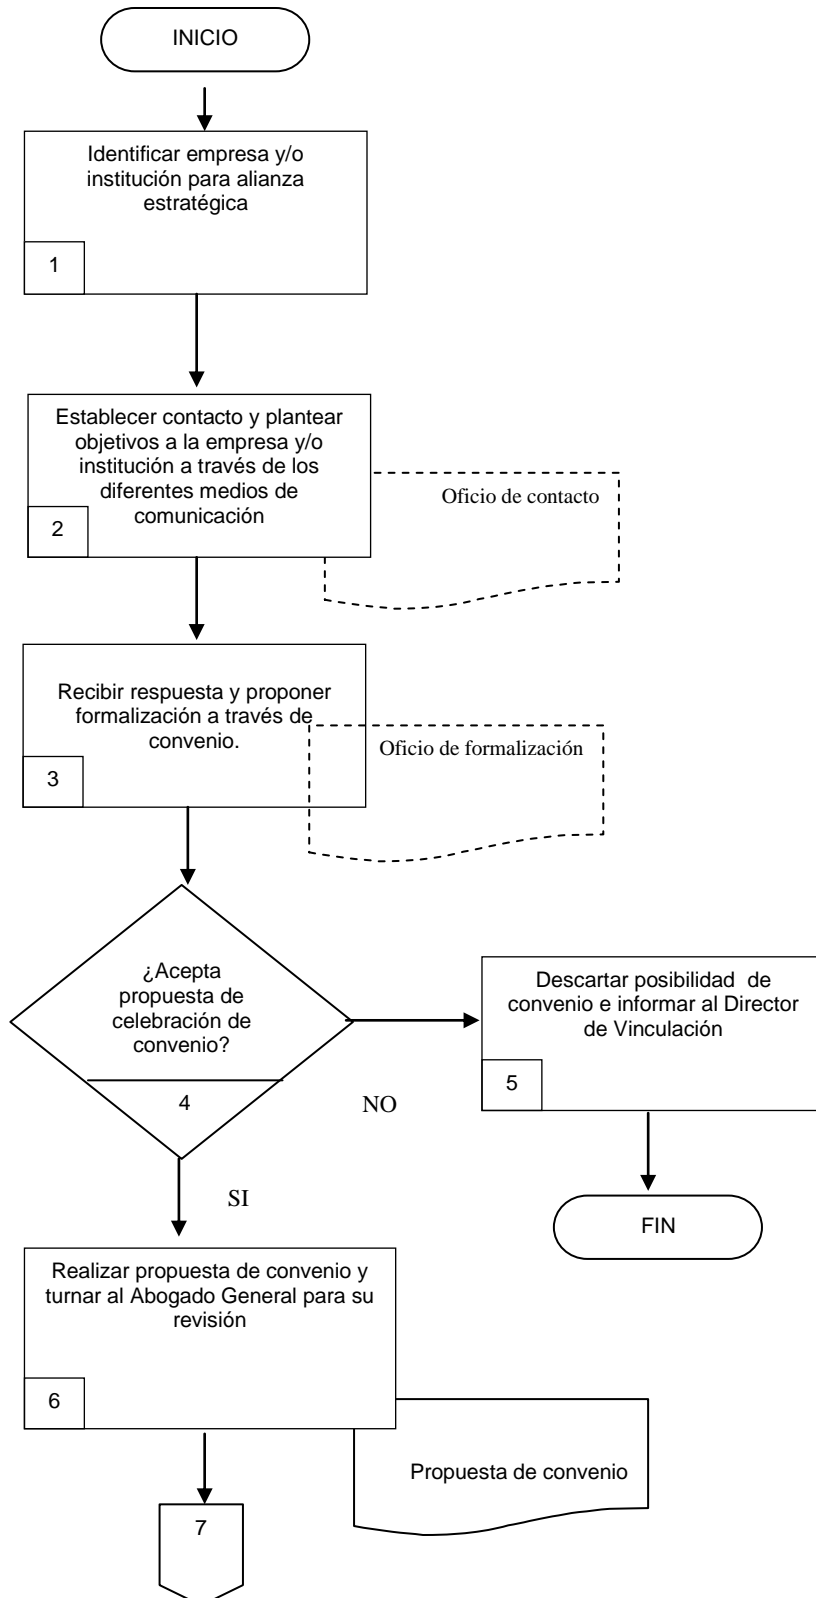 INICIO
Identificar empresa y/o
institución para alianza
estratégica
1
Establecer contacto y plantear
objetivos a la empresa y/o
institución a través de los
diferentes medios de
comunicación
2
Oficio de contacto
Recibir respuesta y proponer
formalización a través de
convenio.
3
Oficio de formalización
¿Acepta
propuesta de
celebración de
convenio?
4
NO
Descartar posibilidad de
convenio e informar al Director
de Vinculación
5
FIN
SI
Realizar propuesta de convenio y
turnar al Abogado General para su
revisión
6
Propuesta de convenio
7